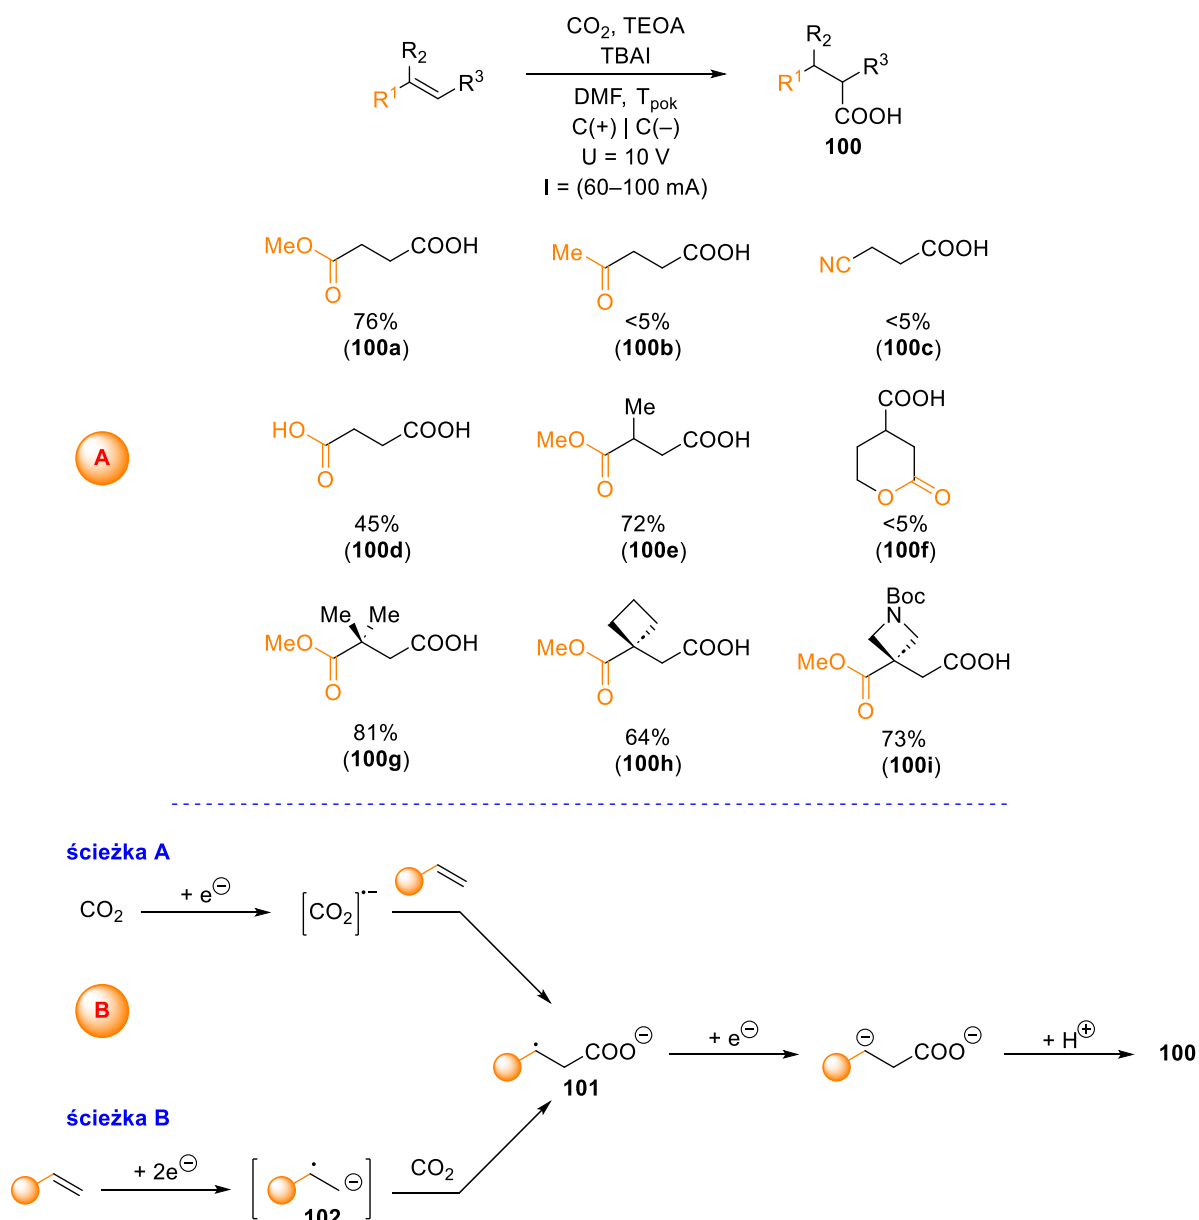 CO2, TEOA
TBAI
R2
R1
R3
DMF, Tpok
C(+) | C(–)
U = 10 V
I = (60–100 mA)
R2
R1
R3
COOH
100
MeO
O
COOH
76%
(100a)
Me
O
COOH
<5%
(100b)
NC
COOH
<5%
(100c)
A
HO
O
COOH
45%
(100d)
Me
MeO
O
COOH
72%
(100e)
COOH
O
O
<5%
(100f)
Me
Me
MeO
O
COOH
81%
(100g)
MeO
O
COOH
64%
(100h)
Boc
N
MeO
O
COOH
73%
(100i)
ścieżka A
CO2
+ e⊖
[CO2]•–
B
COO⊖
101
+ e⊖
⊖
COO⊖
+ H⊕
100
ścieżka B
+ 2e⊖
⊖
102
CO2